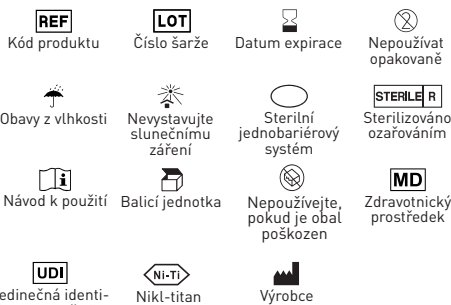 REF
LOT
Kód produktu
Číslo šarže
Datum expirace
Nepoužívat
opakovaně
2
STERILE R
Obavy z vlhkosti
Nevystavujte
slunečnímu
záření
Sterilní
jednobariérový
systém
Sterilizováno
ozařováním
i
MD
Návod k použití
Balicí jednotka
Nepoužívejte,
pokud je obal
poškozen
Zdravotnický
prostředek
UDI
Ni-Ti
Nikl-titan
Výrobce